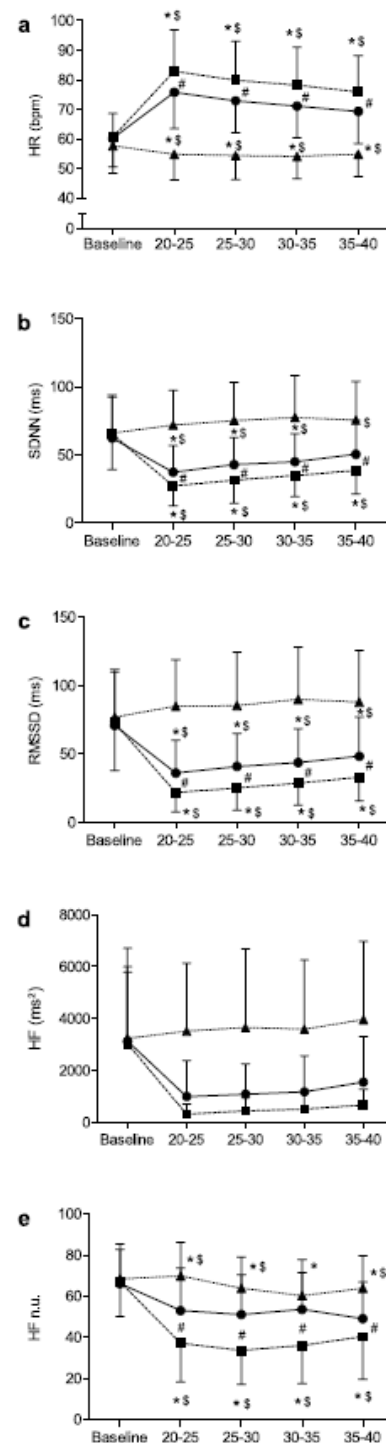 a
* $ * $ * $ * $
100
90
80
# # # #
70
60
* $ * $ * $ * $
50
40
0
HR (bpm)
Baseline 20-25 25-30 30-35 35-40
b
150
100
* $ * $ * $ $
50
# # # #
* $ * $ * $ * $
0
SDNN (ms)
Baseline 20-25 25-30 30-35 35-40
c
150
100
* $ * $ * $ * $
50
# # # #
* $ * $ * $ * $
0
RMSSD (ms)
Baseline 20-25 25-30 30-35 35-40
d
8000
6000
4000
2000
0
HF (ms²)
Baseline 20-25 25-30 30-35 35-40
e
100
80
* $ * $ * * $
60
40
# # # #
20
* $ * $ * $ * $
0
HF n.u.
Baseline 20-25 25-30 30-35 35-40